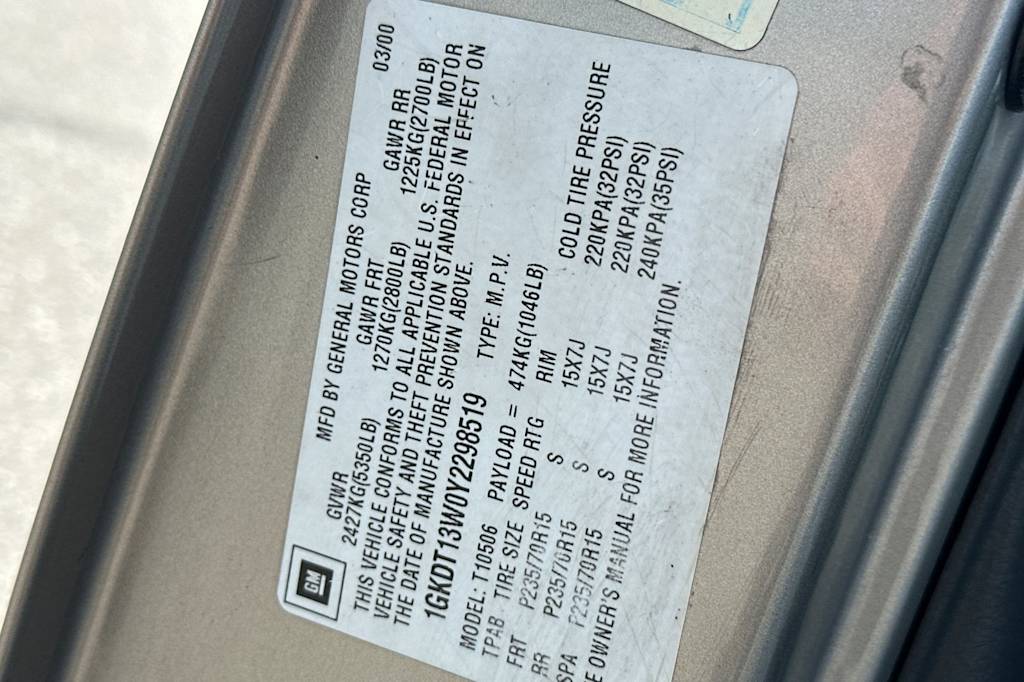 GM
MFD BY GENERAL MOTORS CORP 03/00
GVWR GAWR FRT GAWR RR
2427KG(5350LB) 1270KG(2800LB) 1225KG(2700LB)
THIS VEHICLE CONFORMS TO ALL APPLICABLE U.S. FEDERAL MOTOR
VEHICLE SAFETY AND THEFT PREVENTION STANDARDS IN EFFECT ON
THE DATE OF MANUFACTURE SHOWN ABOVE.
1GKDT13W0Y2298519 TYPE: M.P.V.
MODEL: T10506 PAYLOAD = 474KG(1046LB)
TPAB TIRE SIZE SPEED RTG RIM COLD TIRE PRESSURE
FRT P235/70R15 S 15X7J 220KPA(32PSI)
RR P235/70R15 S 15X7J 220KPA(32PSI)
SPA P235/70R15 S 15X7J 240KPA(35PSI)
E OWNER'S MANUAL FOR MORE INFORMATION.